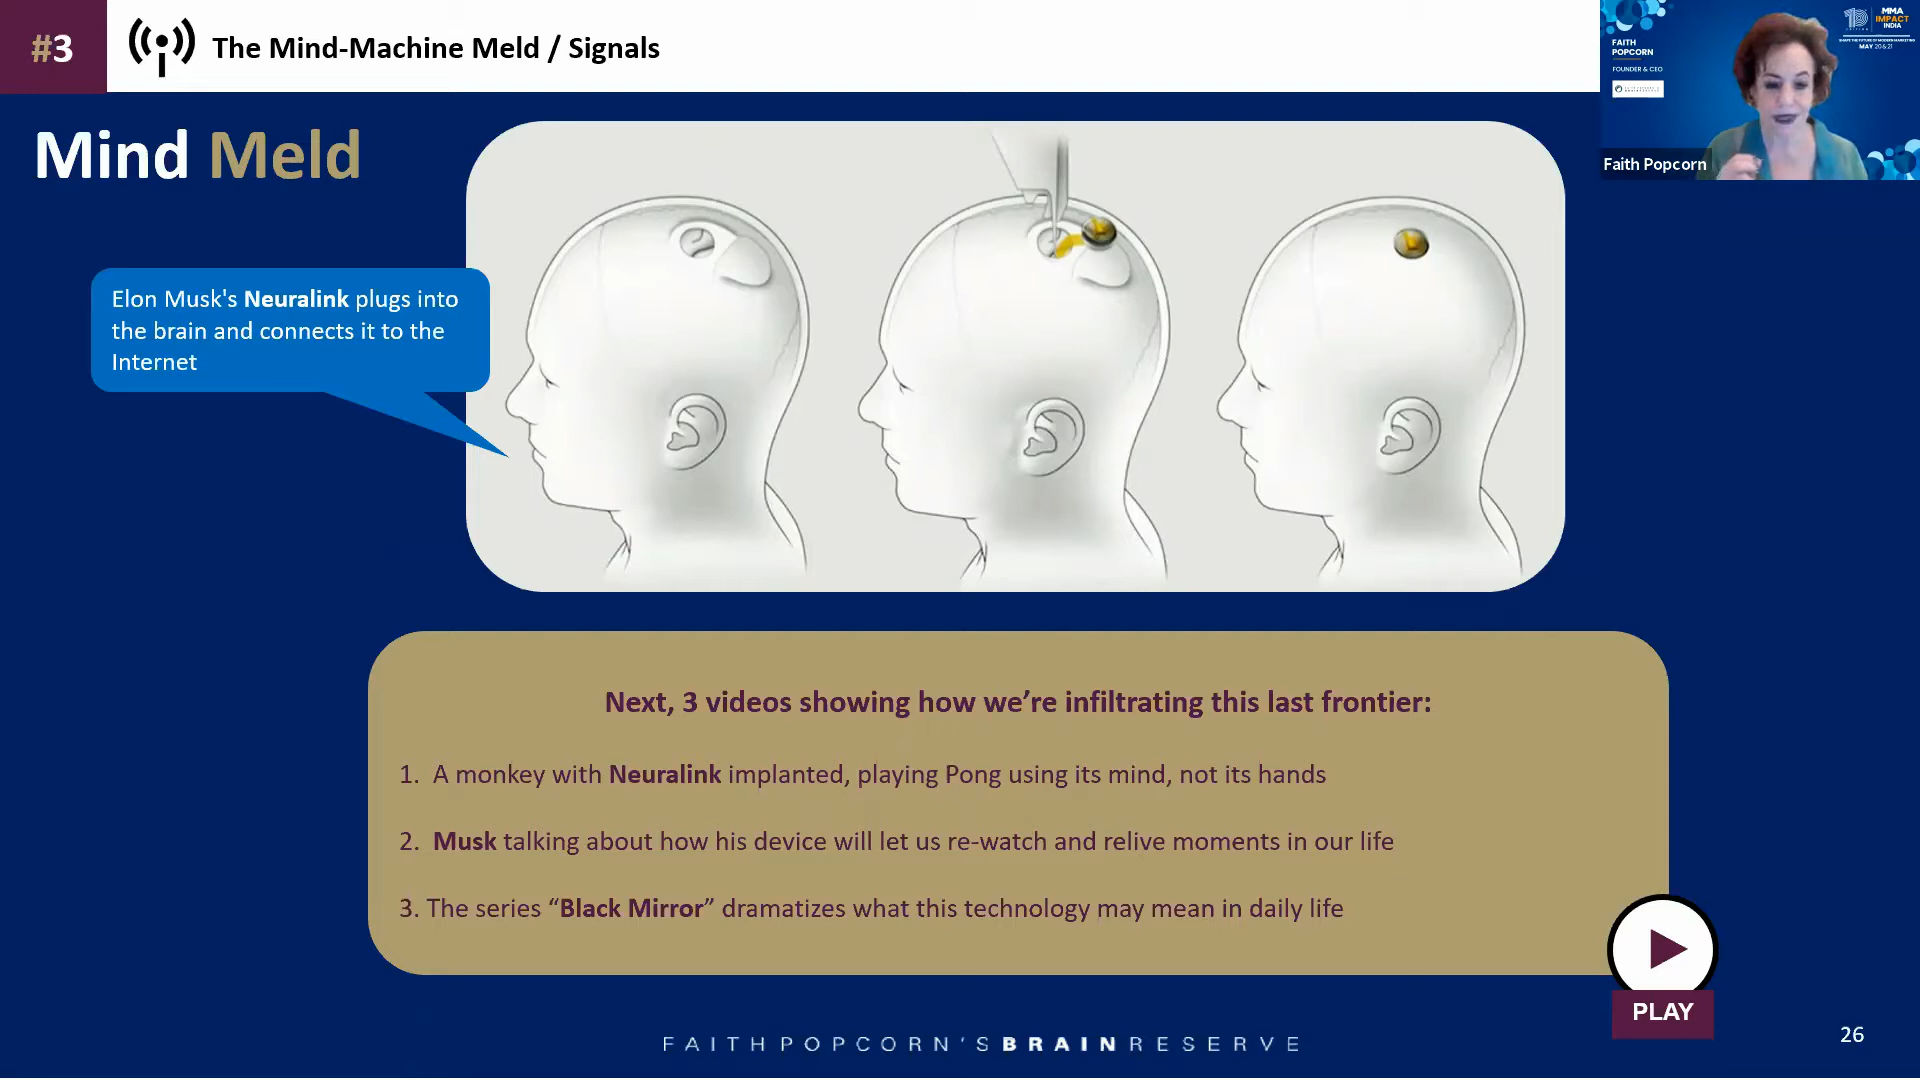 #3
The Mind-Machine Meld / Signals
FAITH
POPCORN
FOUNDER & CEO
MMA
IMPACT
INDIA
MAY 20&21
Faith Popcorn
Mind Meld
Elon Musk's Neuralink plugs into
the brain and connects it to the
Internet
Next, 3 videos showing how we’re infiltrating this last frontier:
1. A monkey with Neuralink implanted, playing Pong using its mind, not its hands
2. Musk talking about how his device will let us re-watch and relive moments in our life
3. The series “Black Mirror” dramatizes what this technology may mean in daily life
PLAY
FAITH POPCORN'S BRAINRESERVE
26